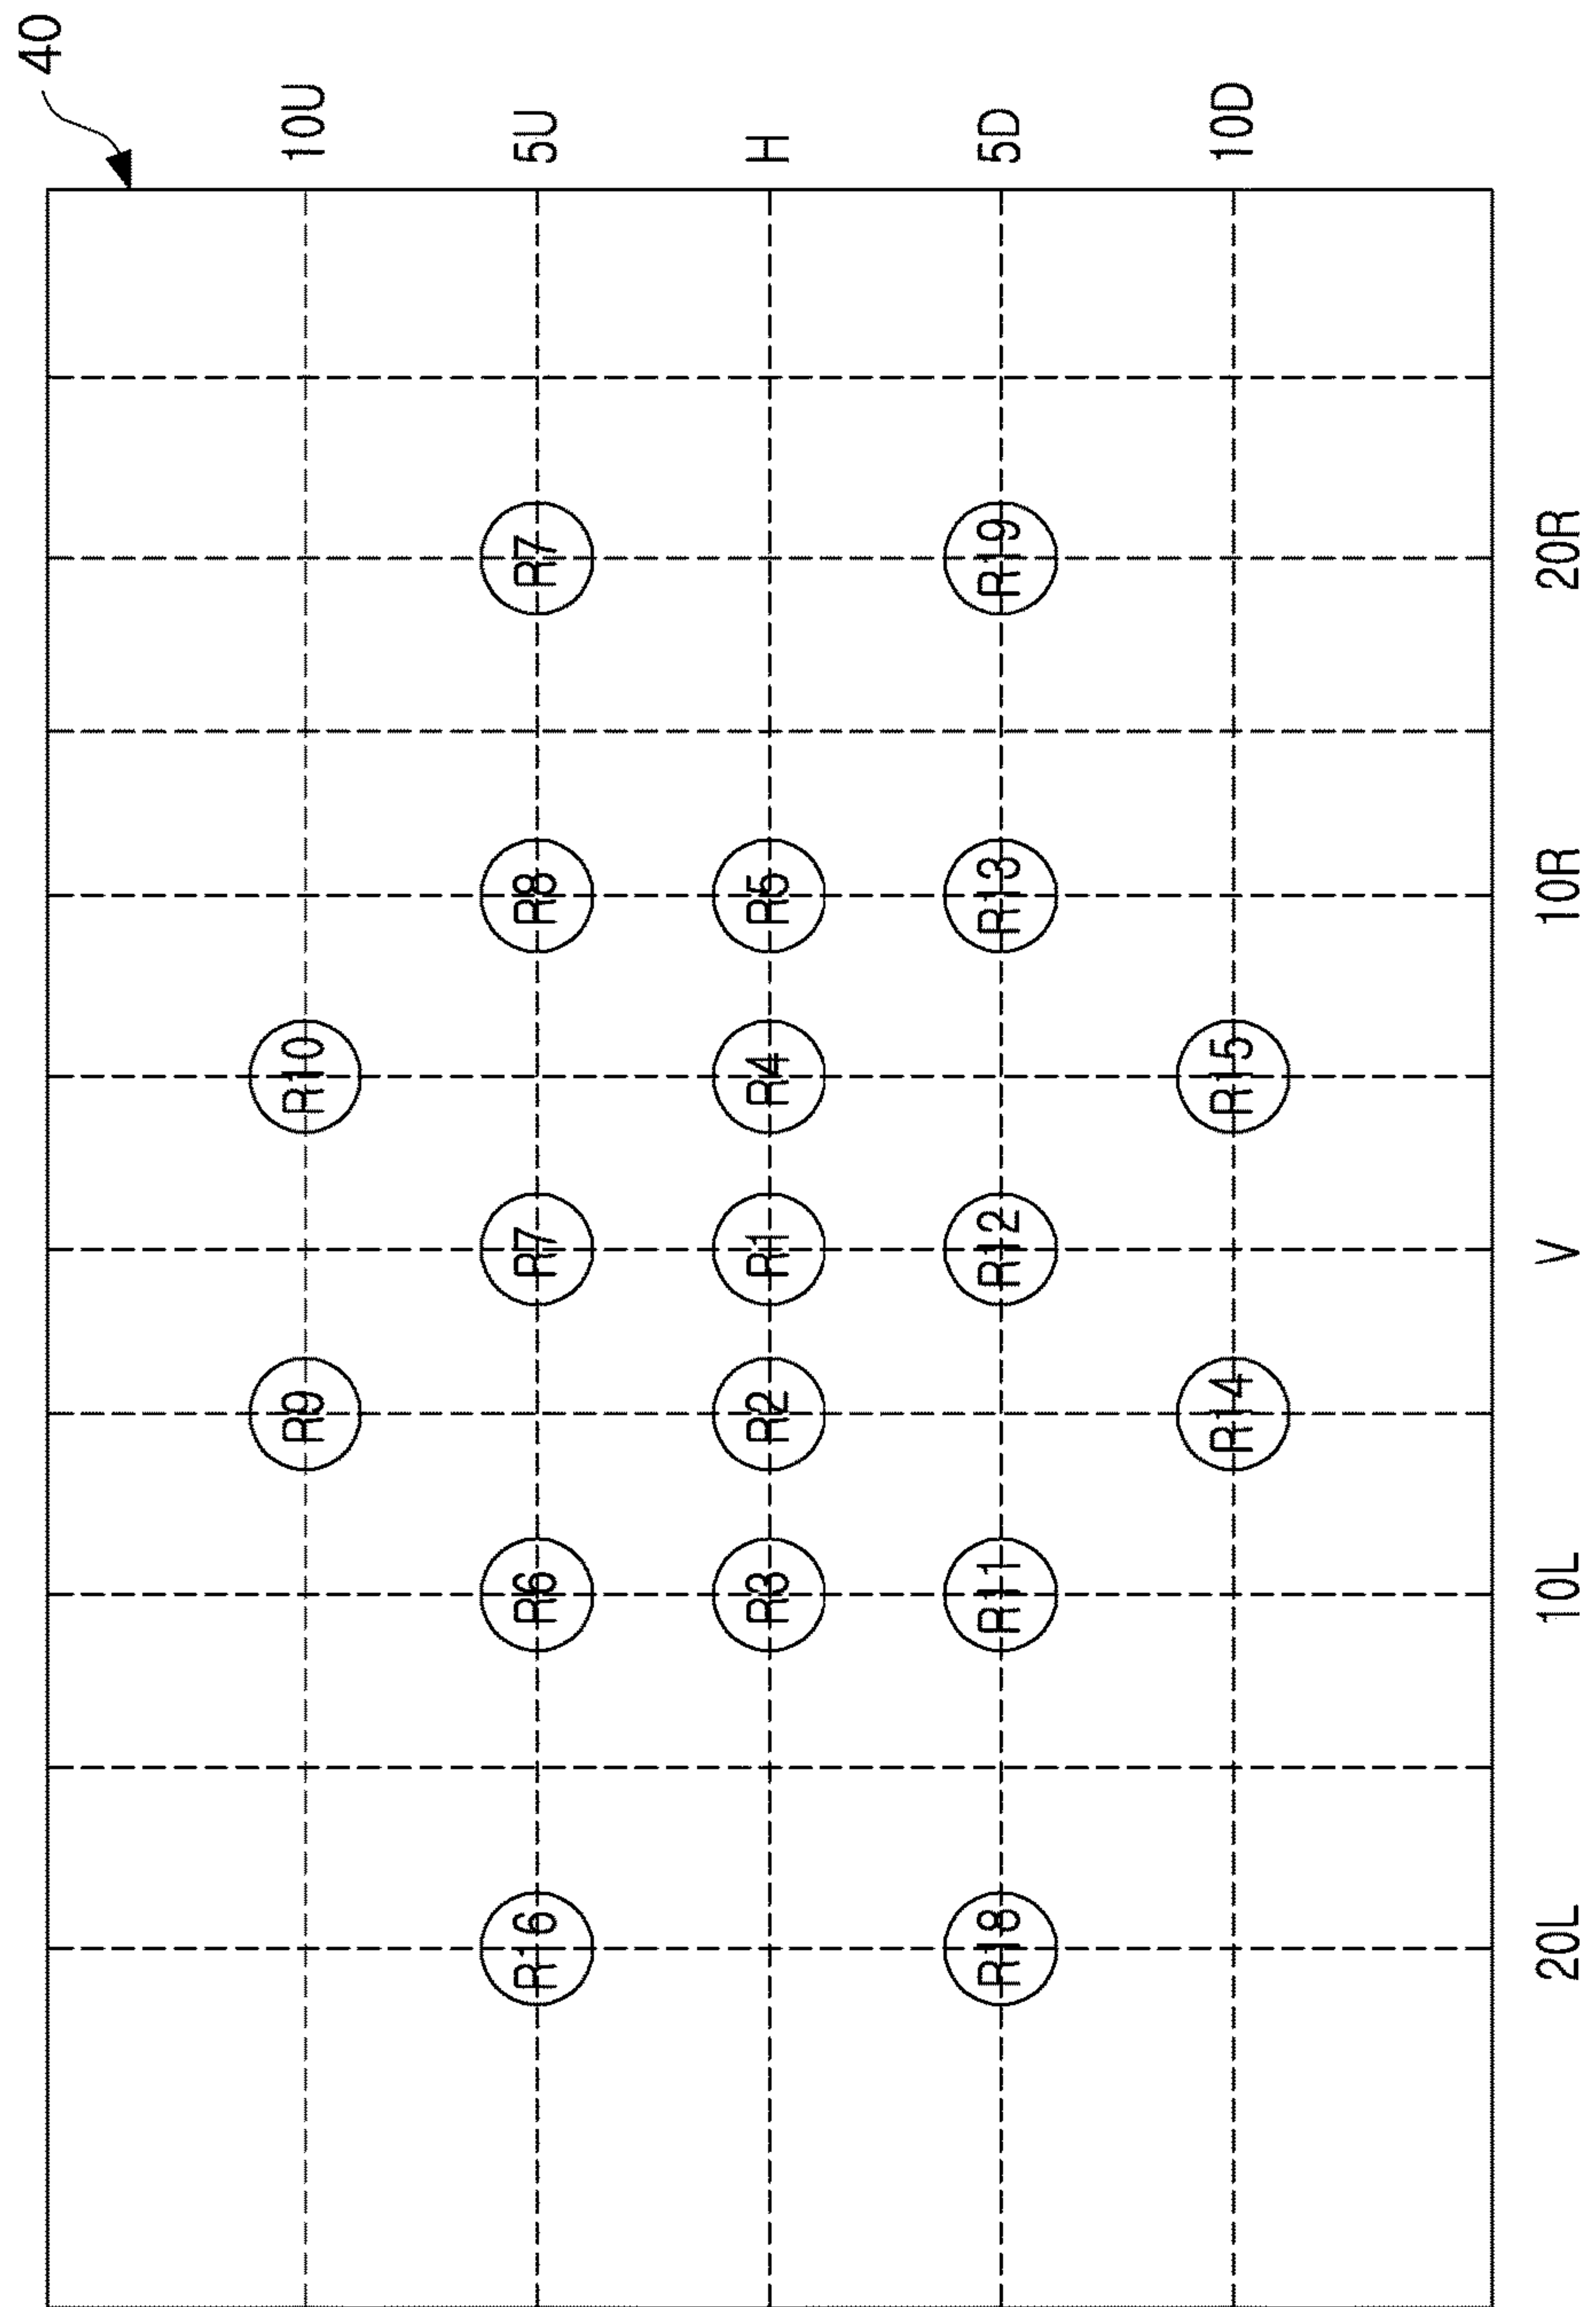 40
R9 R10 10U
R16 R6 R7 R8 R7 5U
R3 R2 R1 R4 R5 H
R18 R11 R12 R13 R19 5D
R14 R15 10D
20L 10L V 10R 20R